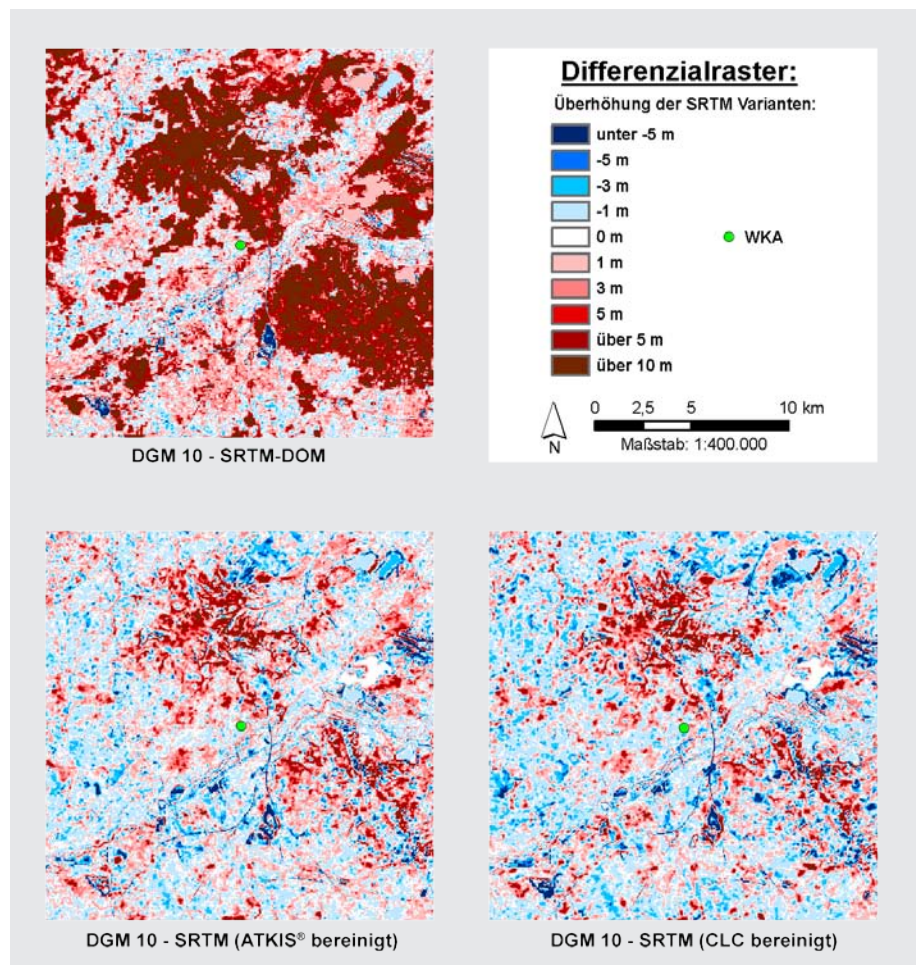 Differenzialraster:
Überhöhung der SRTM Varianten:
unter -5 m
-5 m
-3 m
-1 m
0 m
WKA
1 m
3 m
5 m
über 5 m
über 10 m
N
0 2,5 5 10 km
Maßstab: 1:400.000
DGM 10 - SRTM-DOM
DGM 10 - SRTM (ATKIS® bereinigt)
DGM 10 - SRTM (CLC bereinigt)